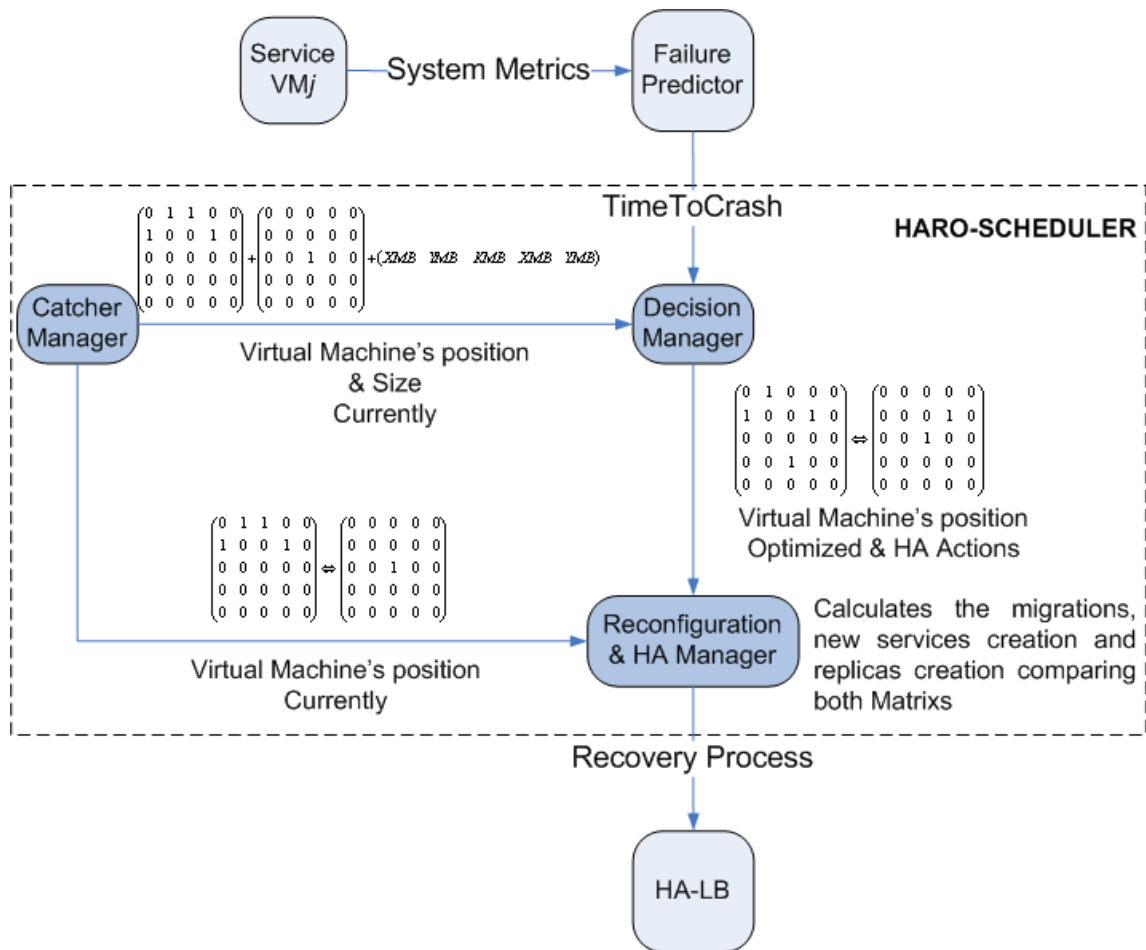 Service
VMj
System Metrics
Failure
Predictor
TimeToCrash
HARO-SCHEDULER
0 1 1 0 0   0 0 0 0 0
1 0 0 1 0   0 0 0 0 0
0 0 0 0 0 + 0 0 1 0 0 +(XMB YMB XMB XMB YMB)
0 0 0 0 0   0 0 0 0 0
0 0 0 0 0   0 0 0 0 0
Catcher
Manager
Decision
Manager
Virtual Machine’s position
& Size
Currently
0 1 0 0 0   0 0 0 0 0
1 0 0 1 0   0 0 0 1 0
0 0 0 0 0 ⇔ 0 0 1 0 0
0 0 1 0 0   0 0 0 0 0
0 0 0 0 0   0 0 0 0 0
Virtual Machine’s position
Optimized & HA Actions
0 1 1 0 0   0 0 0 0 0
1 0 0 1 0   0 0 0 0 0
0 0 0 0 0 ⇔ 0 0 1 0 0
0 0 0 0 0   0 0 0 0 0
0 0 0 0 0   0 0 0 0 0
Virtual Machine’s position
Currently
Reconfiguration
& HA Manager
Calculates the migrations,
new services creation and
replicas creation comparing
both Matrixs
Recovery Process
HA-LB